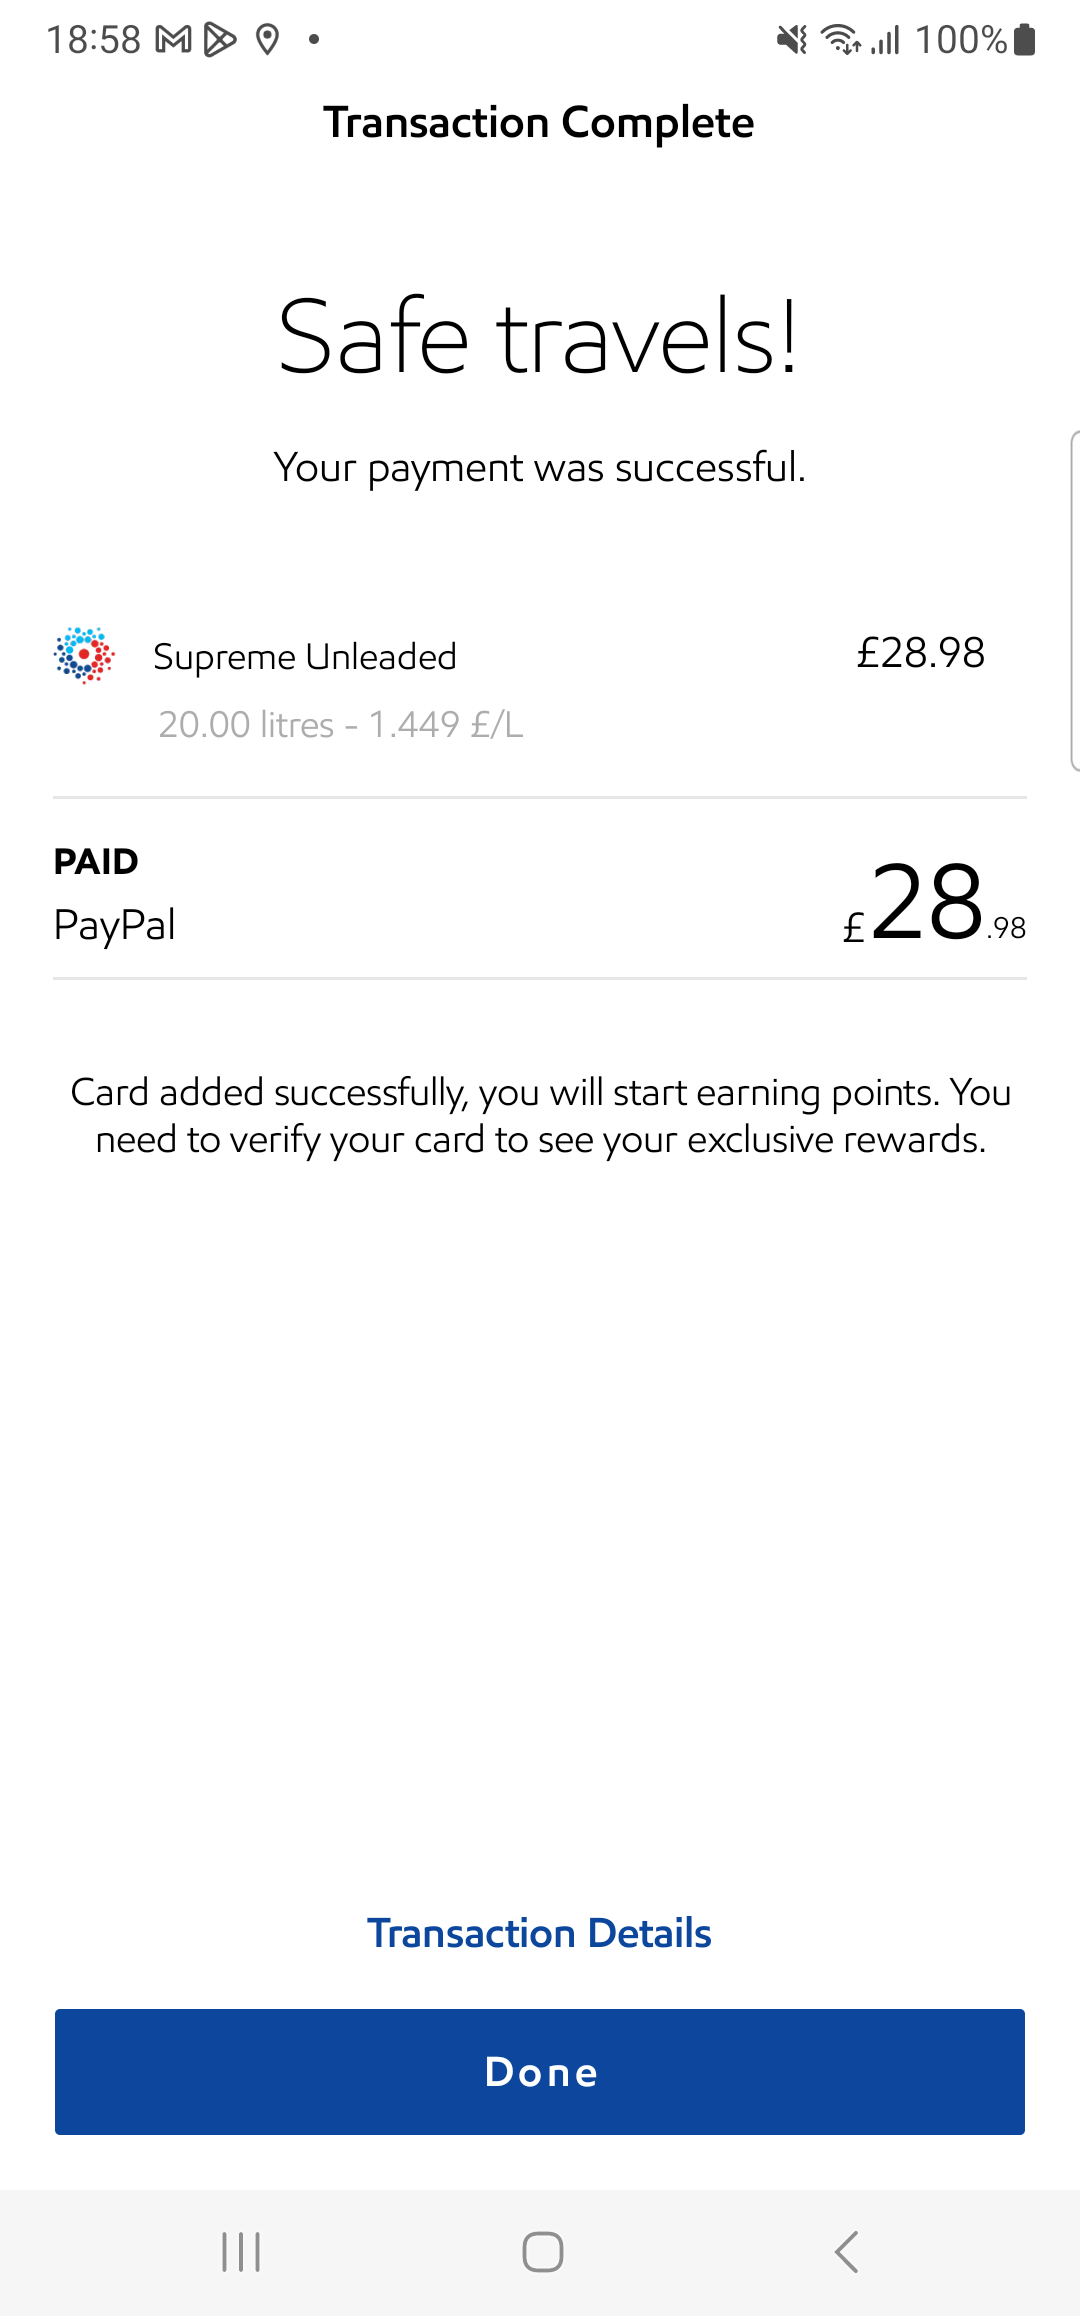 18:58 100%
Transaction Complete
Safe travels!
Your payment was successful.
Supreme Unleaded £28.98
20.00 litres - 1.449 £/L
PAID
PayPal £28.98
Card added successfully, you will start earning points. You
need to verify your card to see your exclusive rewards.
Transaction Details
Done